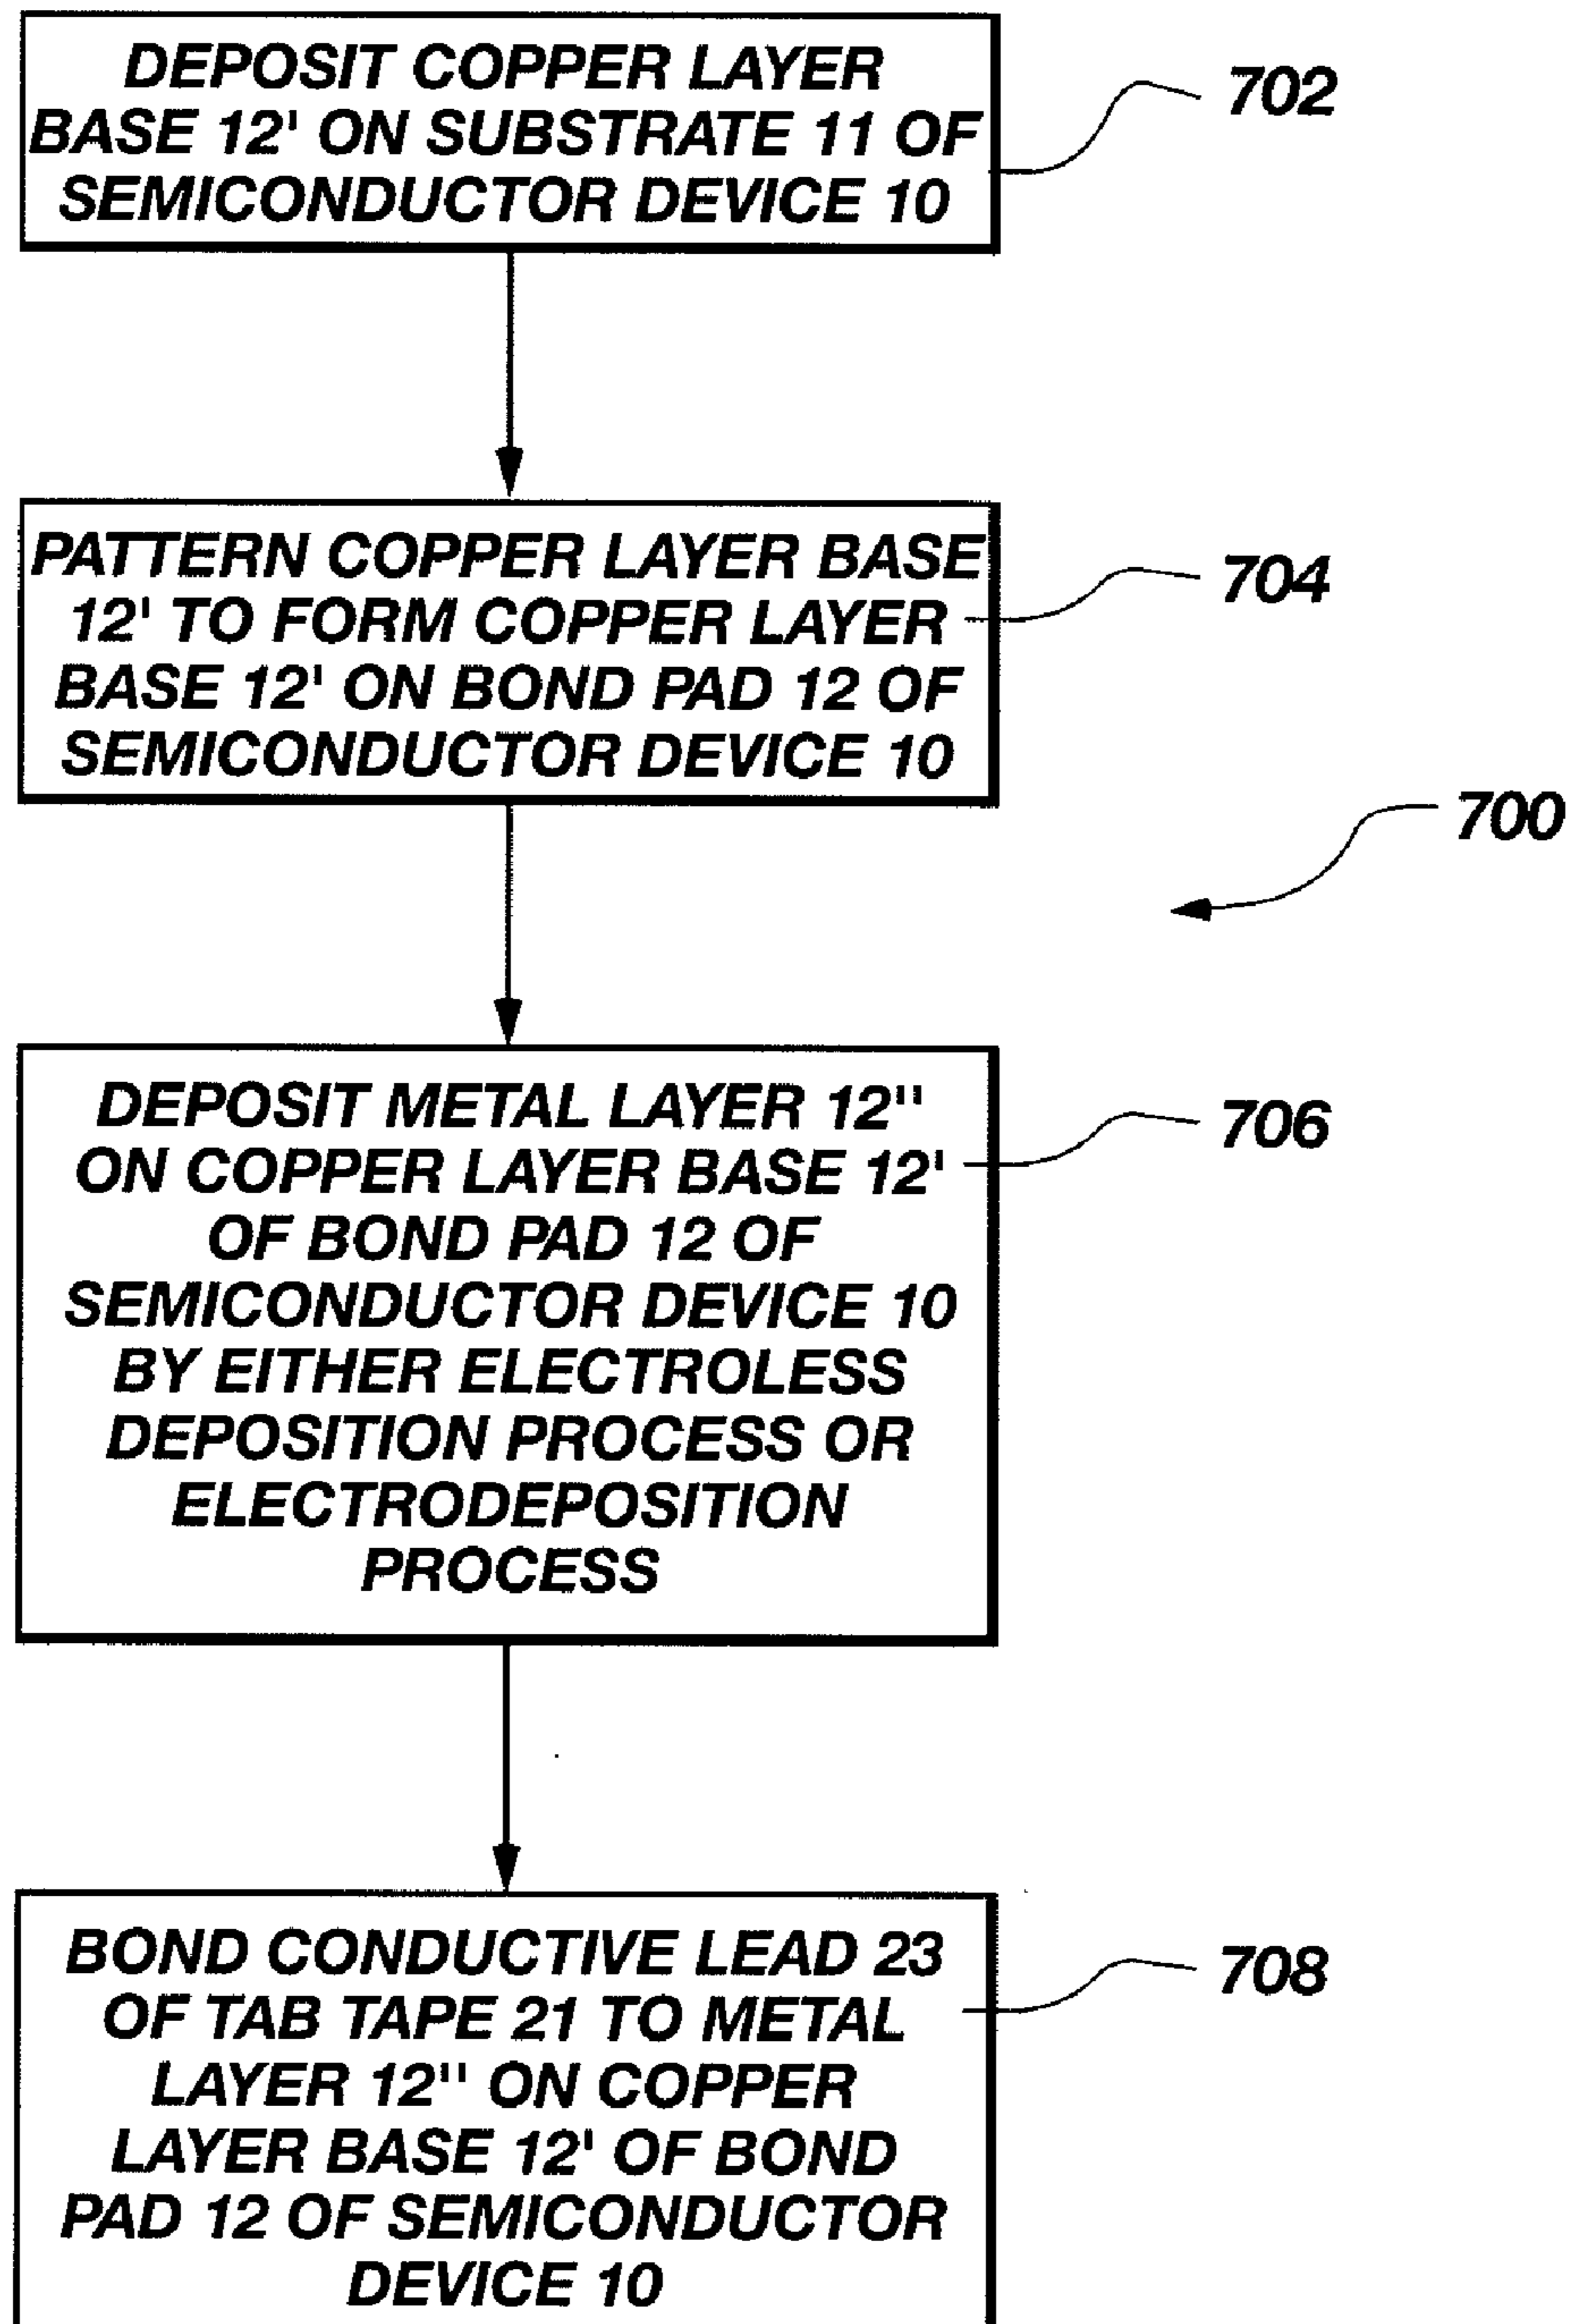 DEPOSIT COPPER LAYER
BASE 12' ON SUBSTRATE 11 OF
SEMICONDUCTOR DEVICE 10
702
PATTERN COPPER LAYER BASE
12' TO FORM COPPER LAYER
BASE 12' ON BOND PAD 12 OF
SEMICONDUCTOR DEVICE 10
704
700
DEPOSIT METAL LAYER 12"
ON COPPER LAYER BASE 12'
OF BOND PAD 12 OF
SEMICONDUCTOR DEVICE 10
BY EITHER ELECTROLESS
DEPOSITION PROCESS OR
ELECTRODEPOSITION
PROCESS
706
BOND CONDUCTIVE LEAD 23
OF TAB TAPE 21 TO METAL
LAYER 12" ON COPPER
LAYER BASE 12' OF BOND
PAD 12 OF SEMICONDUCTOR
DEVICE 10
708